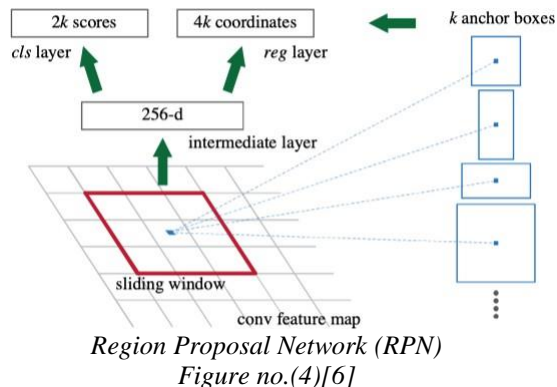 2k scores
4k coordinates
k anchor boxes
cls layer
reg layer
256-d
intermediate layer
sliding window
conv feature map
Region Proposal Network (RPN)
Figure no.(4)[6]